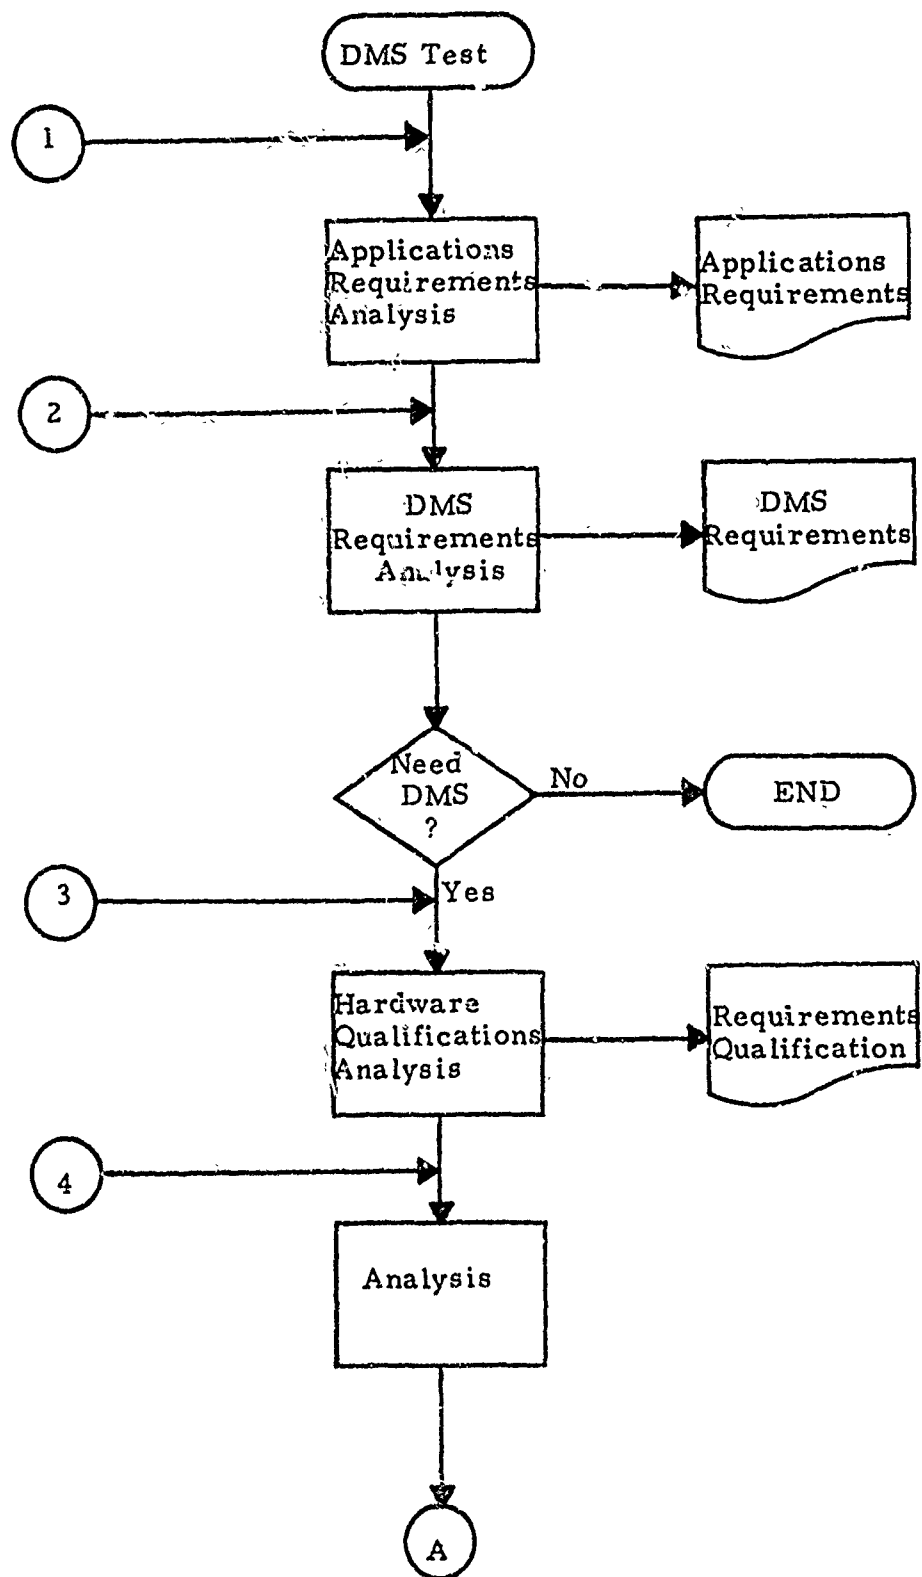 DMS Test
1
Applications
Requirements
Analysis
Applications
Requirements
2
DMS
Requirements
Analysis
DMS
Requirements
Need
DMS
?
No
END
3
Yes
Hardware
Qualifications
Analysis
Requirements
Qualification
4
Analysis
A